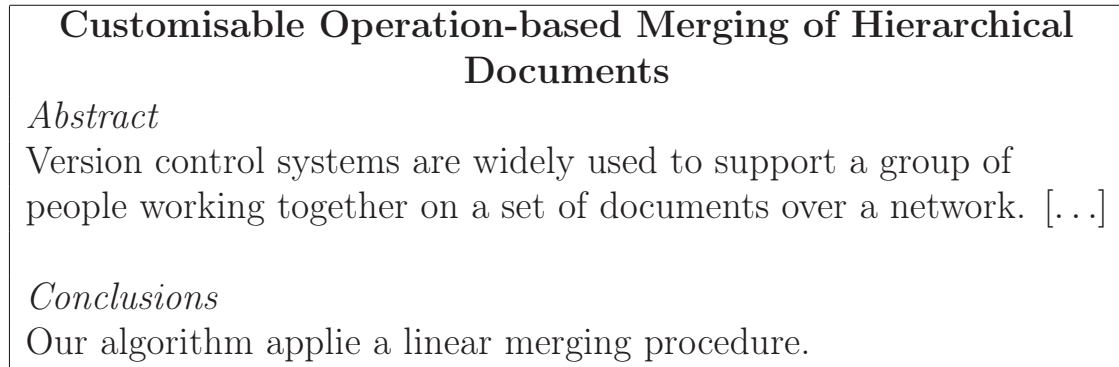 Customisable Operation-based Merging of Hierarchical
Documents
Abstract
Version control systems are widely used to support a group of
people working together on a set of documents over a network. [...]
Conclusions
Our algorithm applie a linear merging procedure.